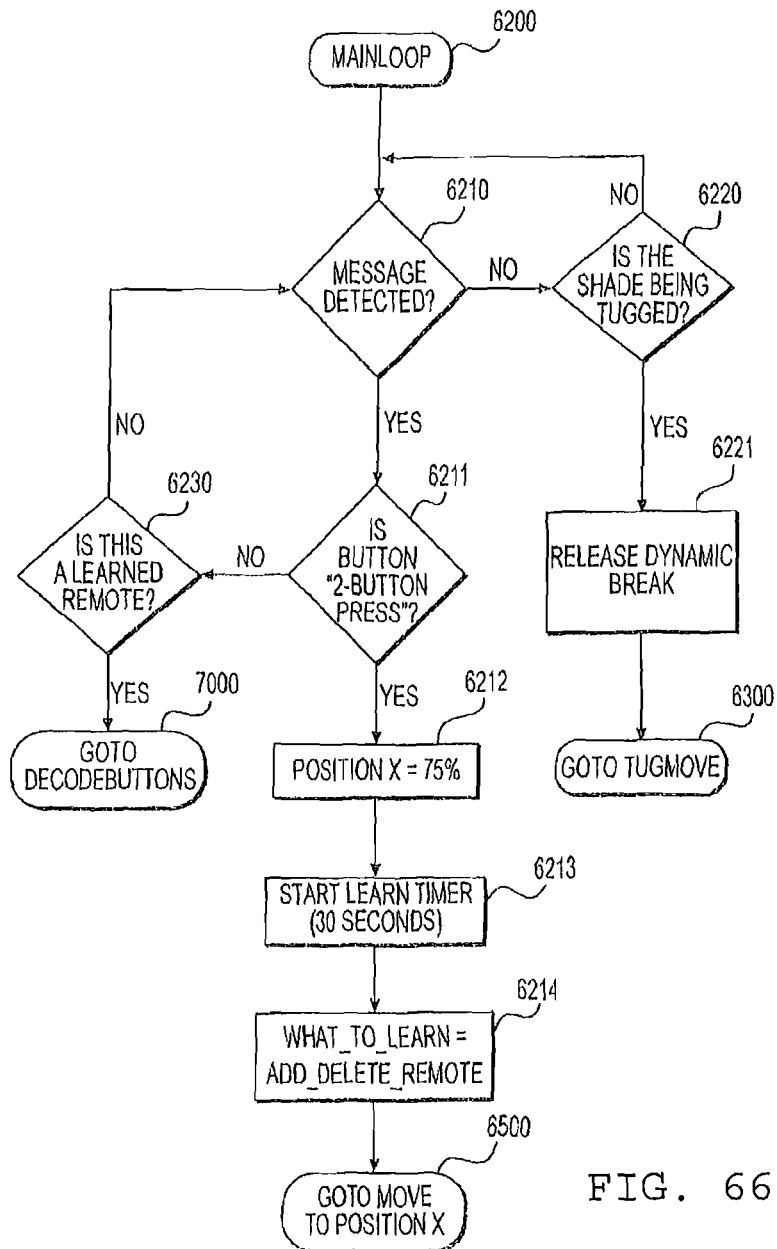 6200
MAINLOOP
6210
NO
6220
MESSAGE
DETECTED?
NO
IS THE
SHADE BEING
TUGGED?
NO
YES
YES
6230
6211
6221
IS THIS
A LEARNED
REMOTE?
NO
IS
BUTTON
"2-BUTTON
PRESS"?
RELEASE DYNAMIC
BREAK
YES
7000
YES
6212
6300
GOTO
DECODEBUTTONS
POSITION X = 75%
GOTO TUGMOVE
6213
START LEARN TIMER
(30 SECONDS)
6214
WHAT_TO_LEARN =
ADD_DELETE_REMOTE
6500
GOTO MOVE
TO POSITION X
FIG. 66